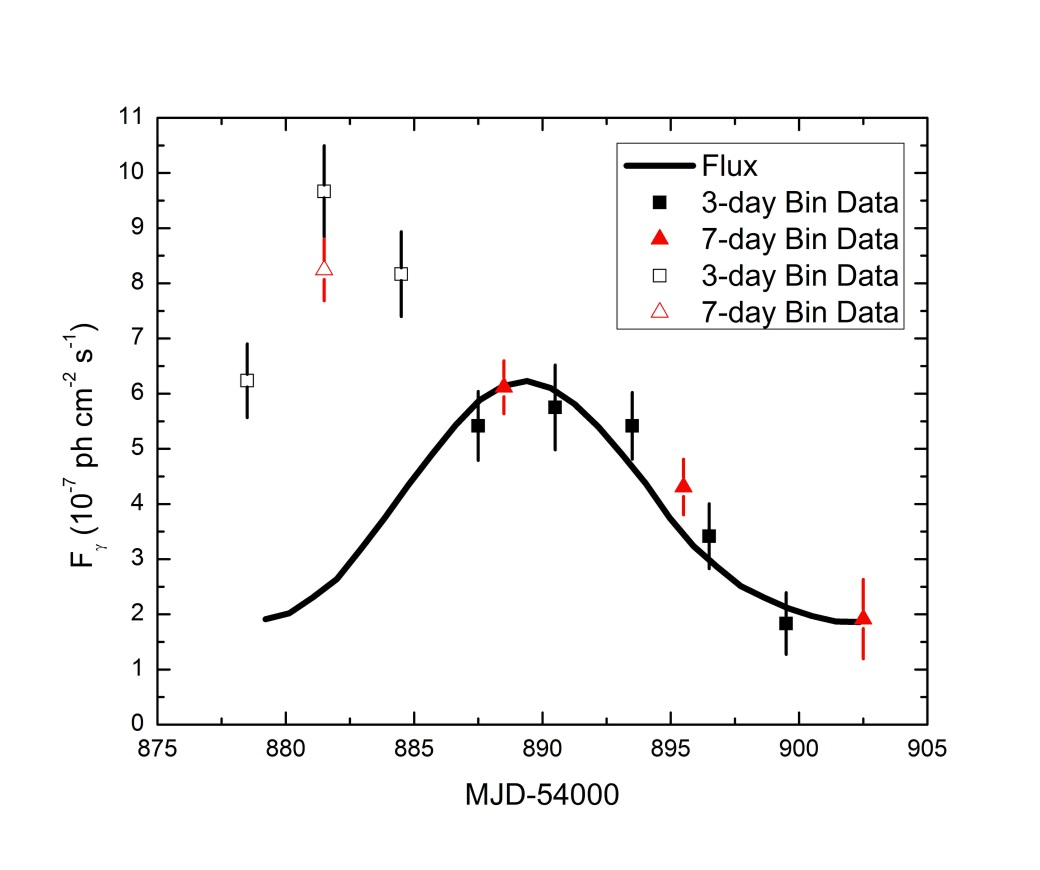 11
10
9
8
7
6
5
4
3
2
1
0
875 880 885 890 895 900 905
MJD-54000
Fγ (10⁻⁷ ph cm⁻² s⁻¹)
Flux
3-day Bin Data
7-day Bin Data
3-day Bin Data
7-day Bin Data